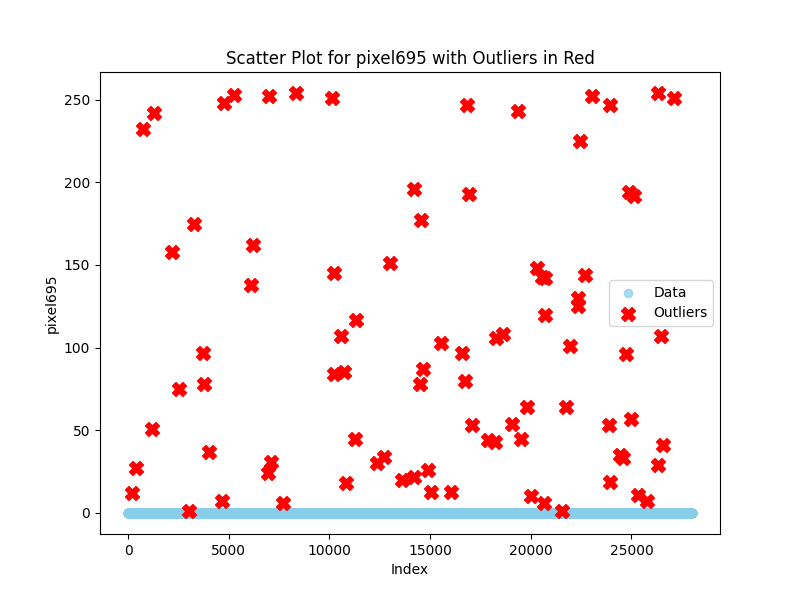 Scatter Plot for pixel695 with Outliers in Red
250
200
150
100
50
0
pixel695
Data
Outliers
0 5000 10000 15000 20000 25000
Index